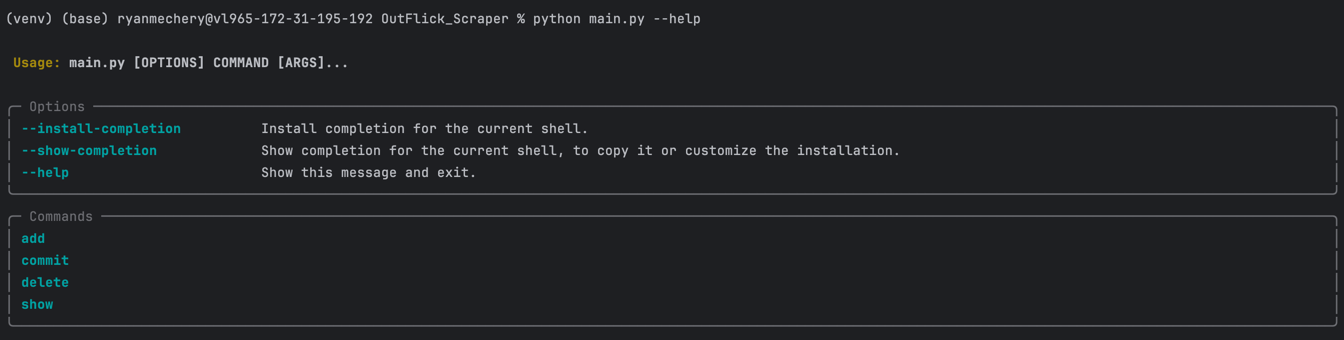 (venv) (base) ryanmechery@vl965-172-31-195-192 OutFlick_Scraper % python main.py --help
Usage: main.py [OPTIONS] COMMAND [ARGS]...
Options
--install-completion Install completion for the current shell.
--show-completion Show completion for the current shell, to copy it or customize the installation.
--help Show this message and exit.
Commands
add
commit
delete
show